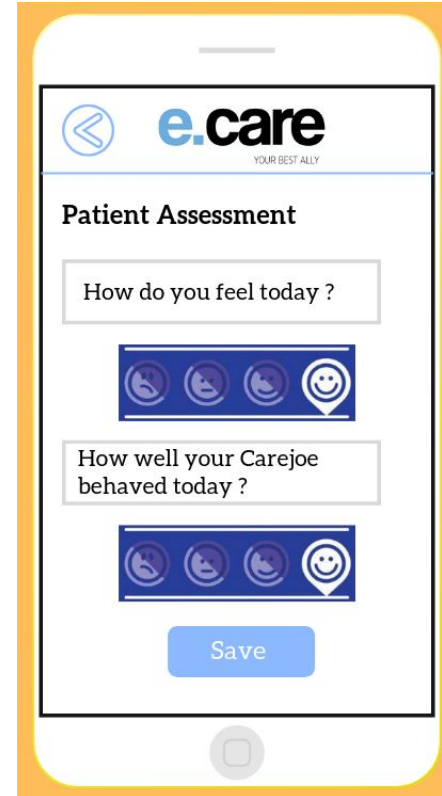 e.care
YOUR BEST ALLY
Patient Assessment
How do you feel today ?
How well your Carejoe
behaved today ?
Save